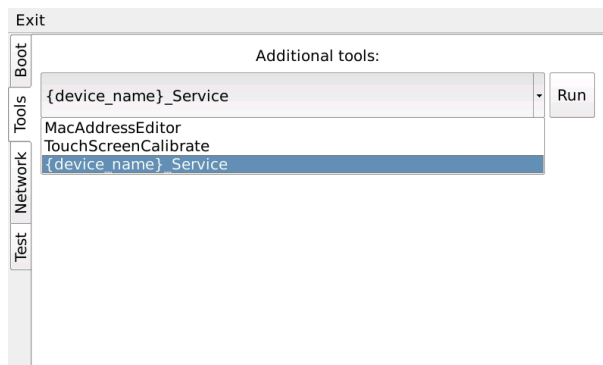 Exit
Boot
Tools
Network
Test
Additional tools:
{device_name}_Service
Run
MacAddressEditor
TouchScreenCalibrate
{device_name}_Service